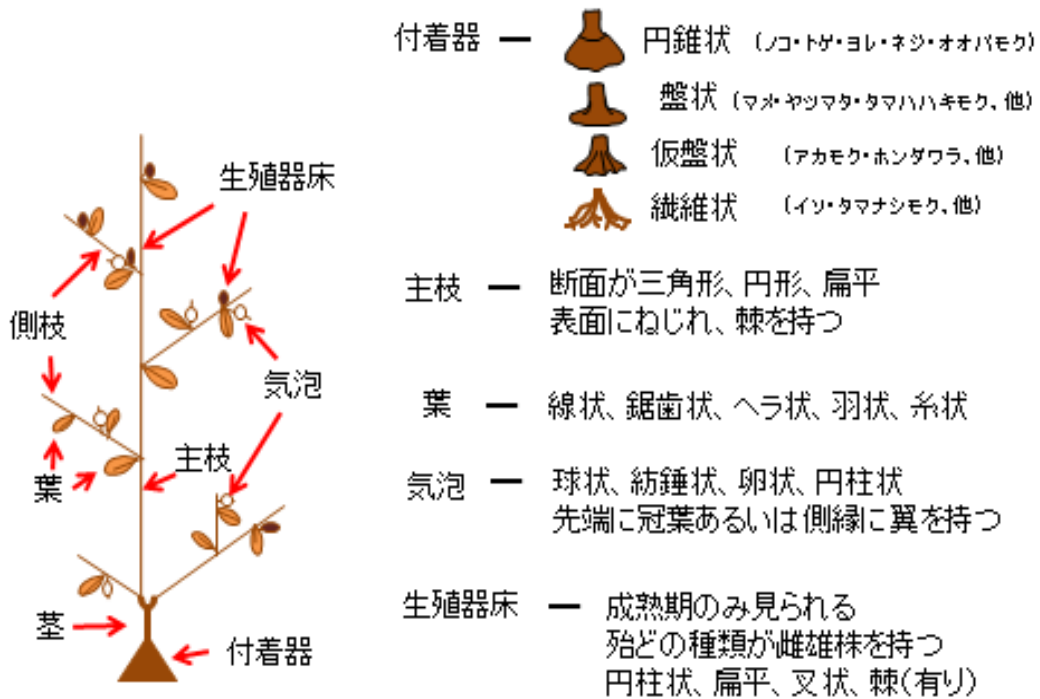 生殖器床
側枝
気泡
葉
主枝
茎
付着器
付着器 ー 円錐状 (ノコ・トゲ・ヨレ・ネジ・オオバモク)
盤状 (マメ・ヤツマタ・タマハハキモク、他)
仮盤状 (アカモク・ホンダワラ、他)
繊維状 (イソ・タマナシモク、他)
主枝 ー 断面が三角形、円形、扁平
表面にねじれ、棘を持つ
葉 ー 線状、鋸歯状、ヘラ状、羽状、糸状
気泡 ー 球状、紡錘状、卵状、円柱状
先端に冠葉あるいは側縁に翼を持つ
生殖器床 ー 成熟期のみ見られる
殆どの種類が雌雄株を持つ
円柱状、扁平、叉状、棘(有り)